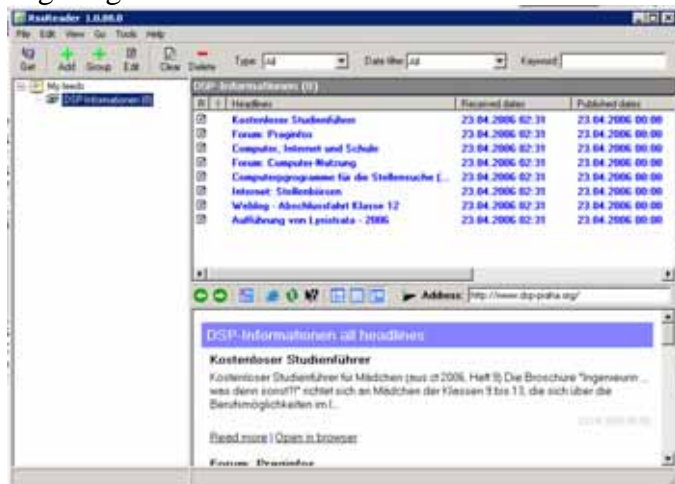 RssReader 1.0.88.0
File Edit View Go Tools Help
Get Add Group Edit Clear Delete Type: All Date filter: All Keyword:
My feeds
DSP-Informationen (0)
DSP-Informationen (0)
R ! Headlines Received dates Published dates
Kostenloser Studienführer 23.04.2006 02:31 23.04.2006 00:00
Forum: Praginfos 23.04.2006 02:31 23.04.2006 00:00
Computer, Internet und Schule 23.04.2006 02:31 23.04.2006 00:00
Forum: Computer-Nutzung 23.04.2006 02:31 23.04.2006 00:00
Computerprogramme für die Stellensuche (... 23.04.2006 02:31 23.04.2006 00:00
Internet: Stellenbörsen 23.04.2006 02:31 23.04.2006 00:00
Weblog - Abschlussfahrt Klasse 12 23.04.2006 02:31 23.04.2006 00:00
Aufführung von Lysistrata - 2006 23.04.2006 02:31 23.04.2006 00:00
Address: http://www.dsp-praha.org/
DSP-Informationen all headlines
Kostenloser Studienführer
Kostenloser Studienführer für Mädchen (aus ct 2006, Heft 9) Die Broschüre "Ingenieurin ...
was denn sonst?!" richtet sich an Mädchen der Klassen 9 bis 13, die sich über die
Berufsmöglichkeiten im I...
Read more | Open in browser
Forum: Praginfos